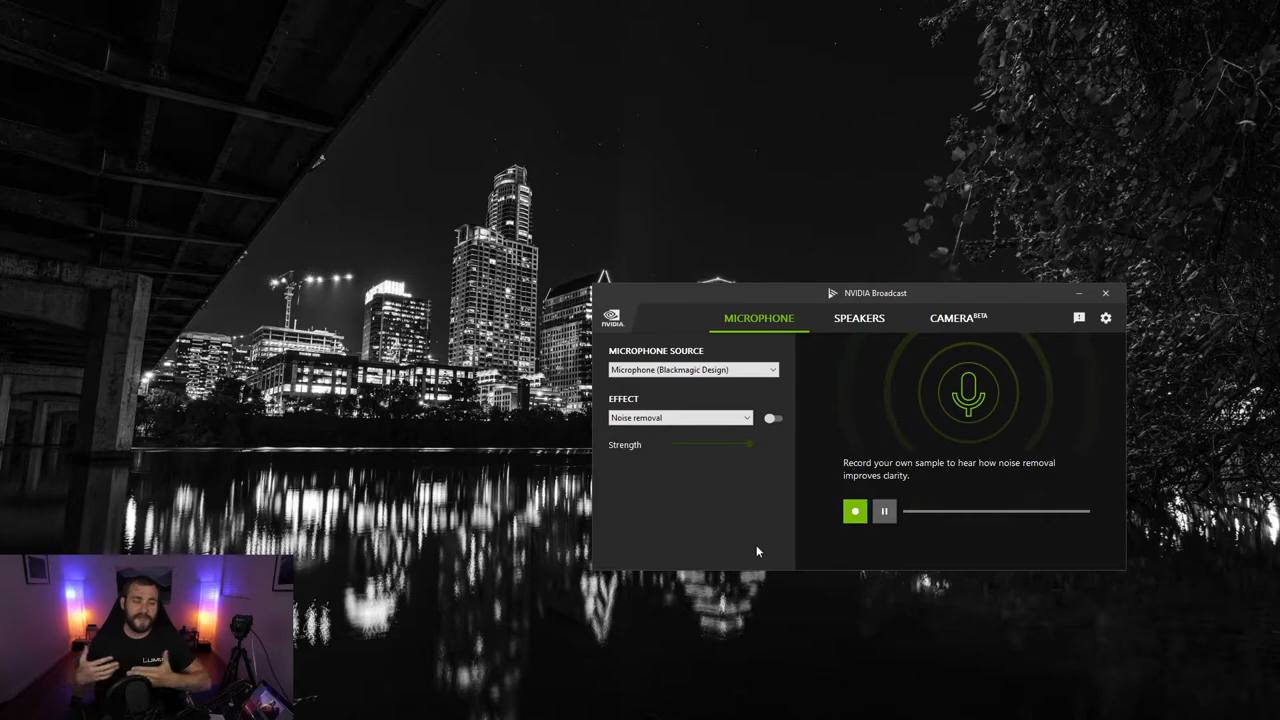 NVIDIA Broadcast
NVIDIA.
MICROPHONE
SPEAKERS
CAMERA BETA
MICROPHONE SOURCE
Microphone (Blackmagic Design)
EFFECT
Noise removal
Strength
Record your own sample to hear how noise removal
improves clarity.